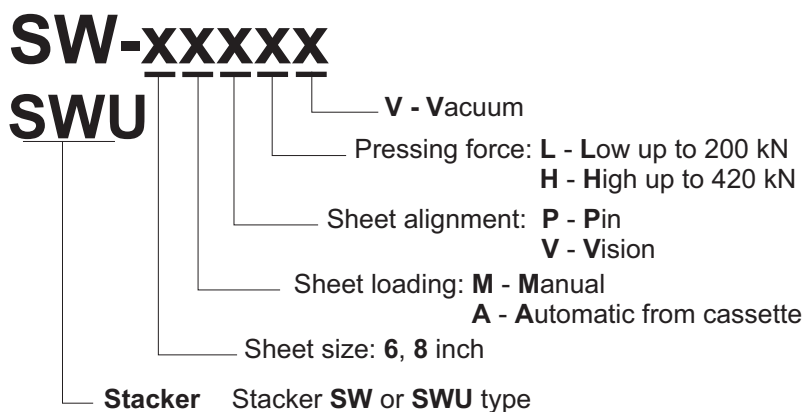 SW-xxxxx
SWU
V - Vacuum
Pressing force: L - Low up to 200 kN
H - High up to 420 kN
Sheet alignment: P - Pin
V - Vision
Sheet loading: M - Manual
A - Automatic from cassette
Sheet size: 6, 8 inch
Stacker Stacker SW or SWU type